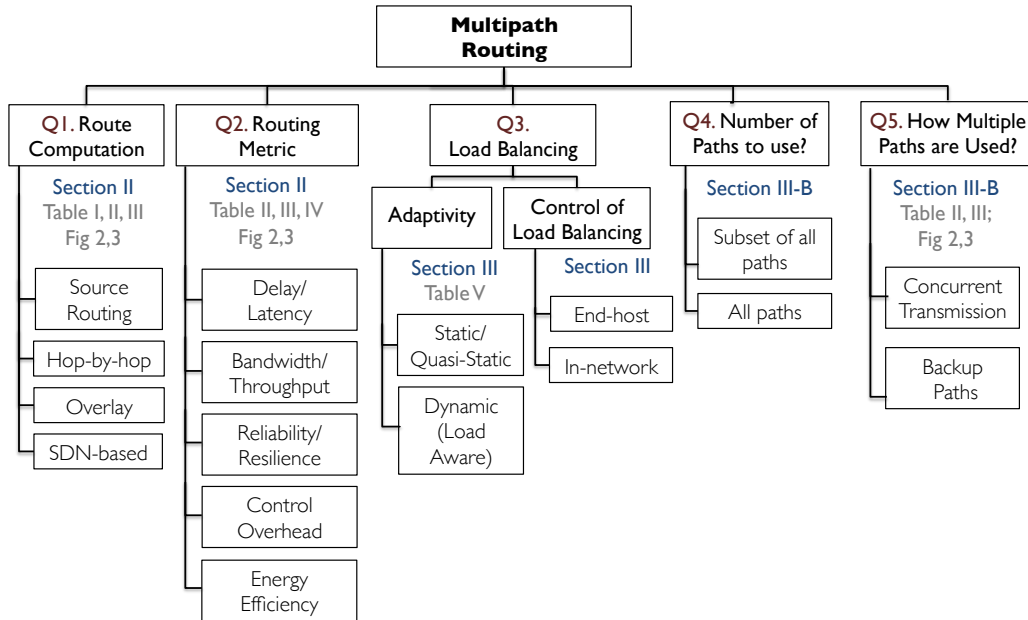 Multipath
Routing
Q1. Route
Computation
Section II
Table I, II, III
Fig 2,3
Source
Routing
Hop-by-hop
Overlay
SDN-based
Q2. Routing
Metric
Section II
Table II, III, IV
Fig 2,3
Delay/
Latency
Bandwidth/
Throughput
Reliability/
Resilience
Control
Overhead
Energy
Efficiency
Q3.
Load Balancing
Adaptivity
Section III
Table V
Static/
Quasi-Static
Dynamic
(Load
Aware)
Control of
Load Balancing
Section III
End-host
In-network
Q4. Number of
Paths to use?
Section III-B
Subset of all
paths
All paths
Q5. How Multiple
Paths are Used?
Section III-B
Table II, III;
Fig 2,3
Concurrent
Transmission
Backup
Paths